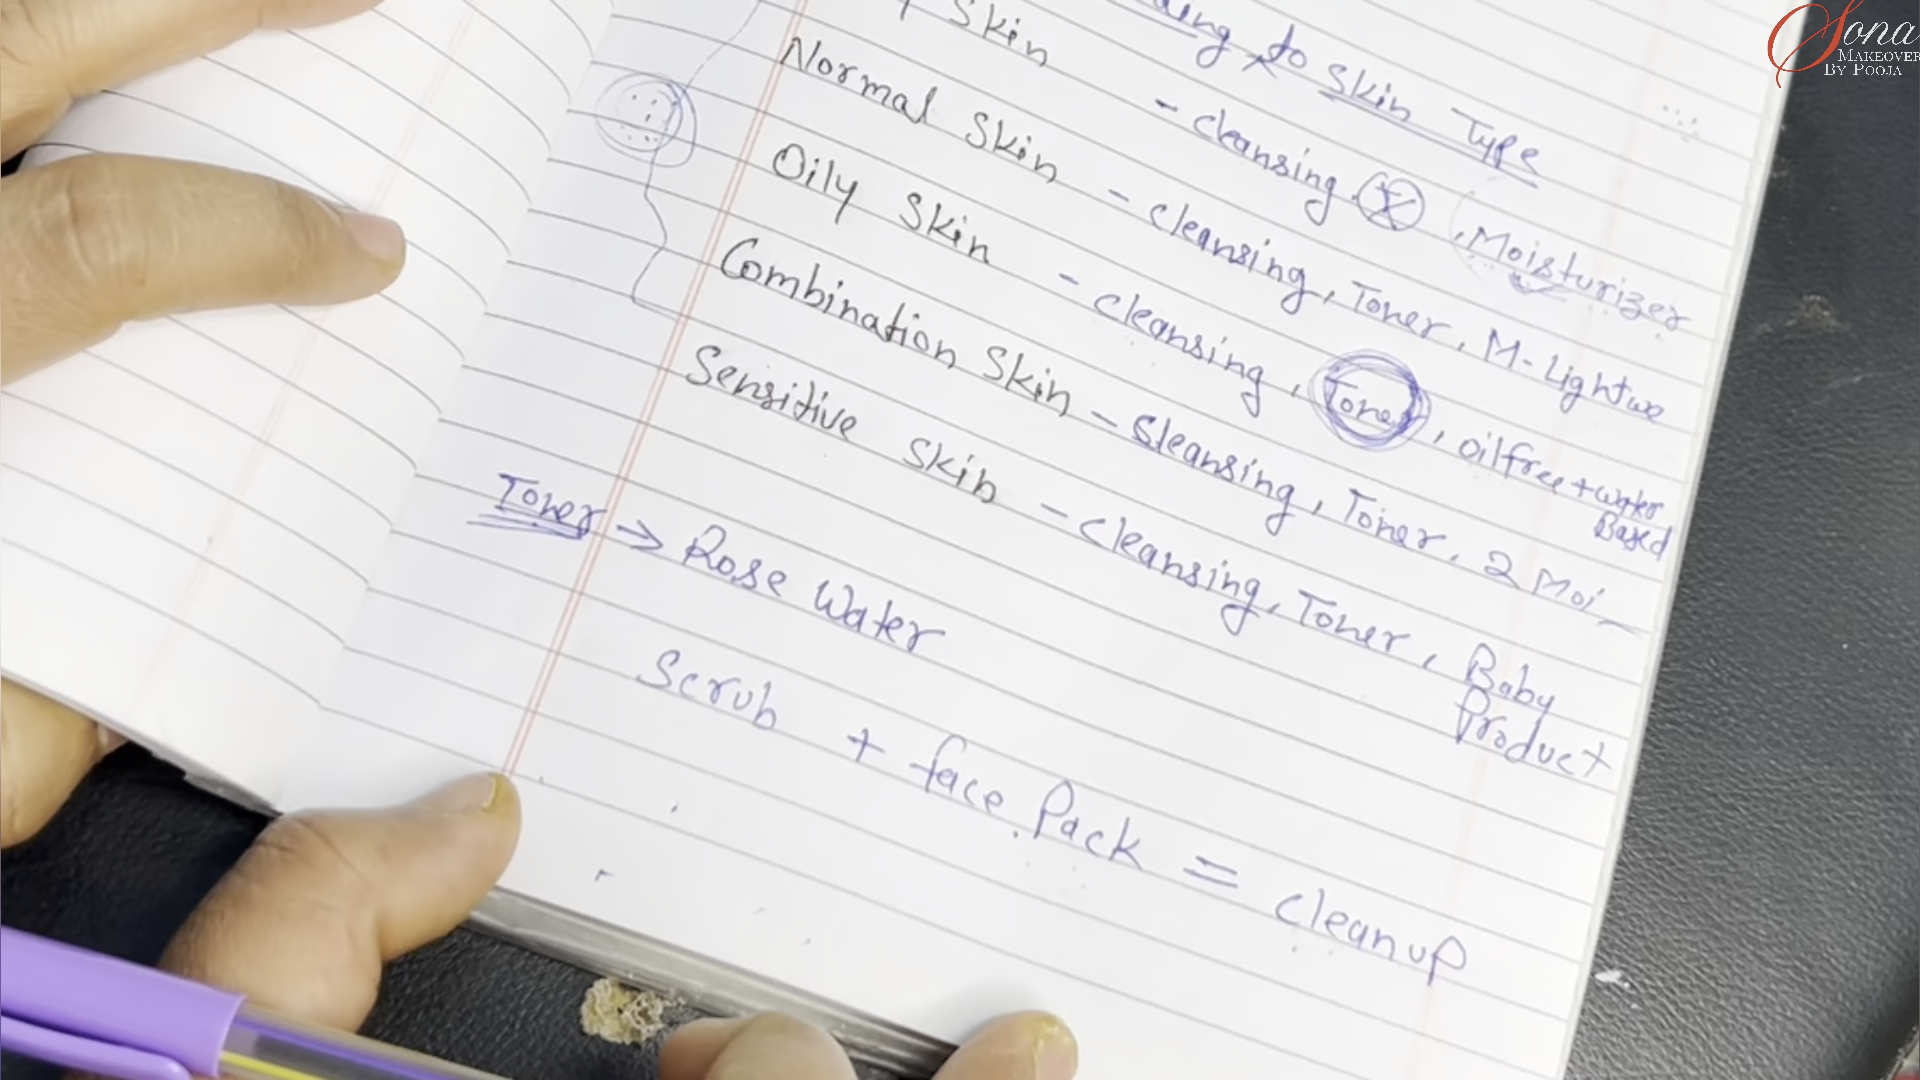 to Skin Type
Skin - cleansing, Moisturizer
Normal Skin - cleansing, Toner, M-Lightwe
Oily Skin - cleansing, Toner, oilfree + water
Based
Combination Skin - sleansing, Toner, 2 Moi
Sensitive Skin - cleansing, Toner, Baby
Product
Toner → Rose Water
Scrub + face Pack = cleanup
Sona
MAKEOVER
BY POOJA